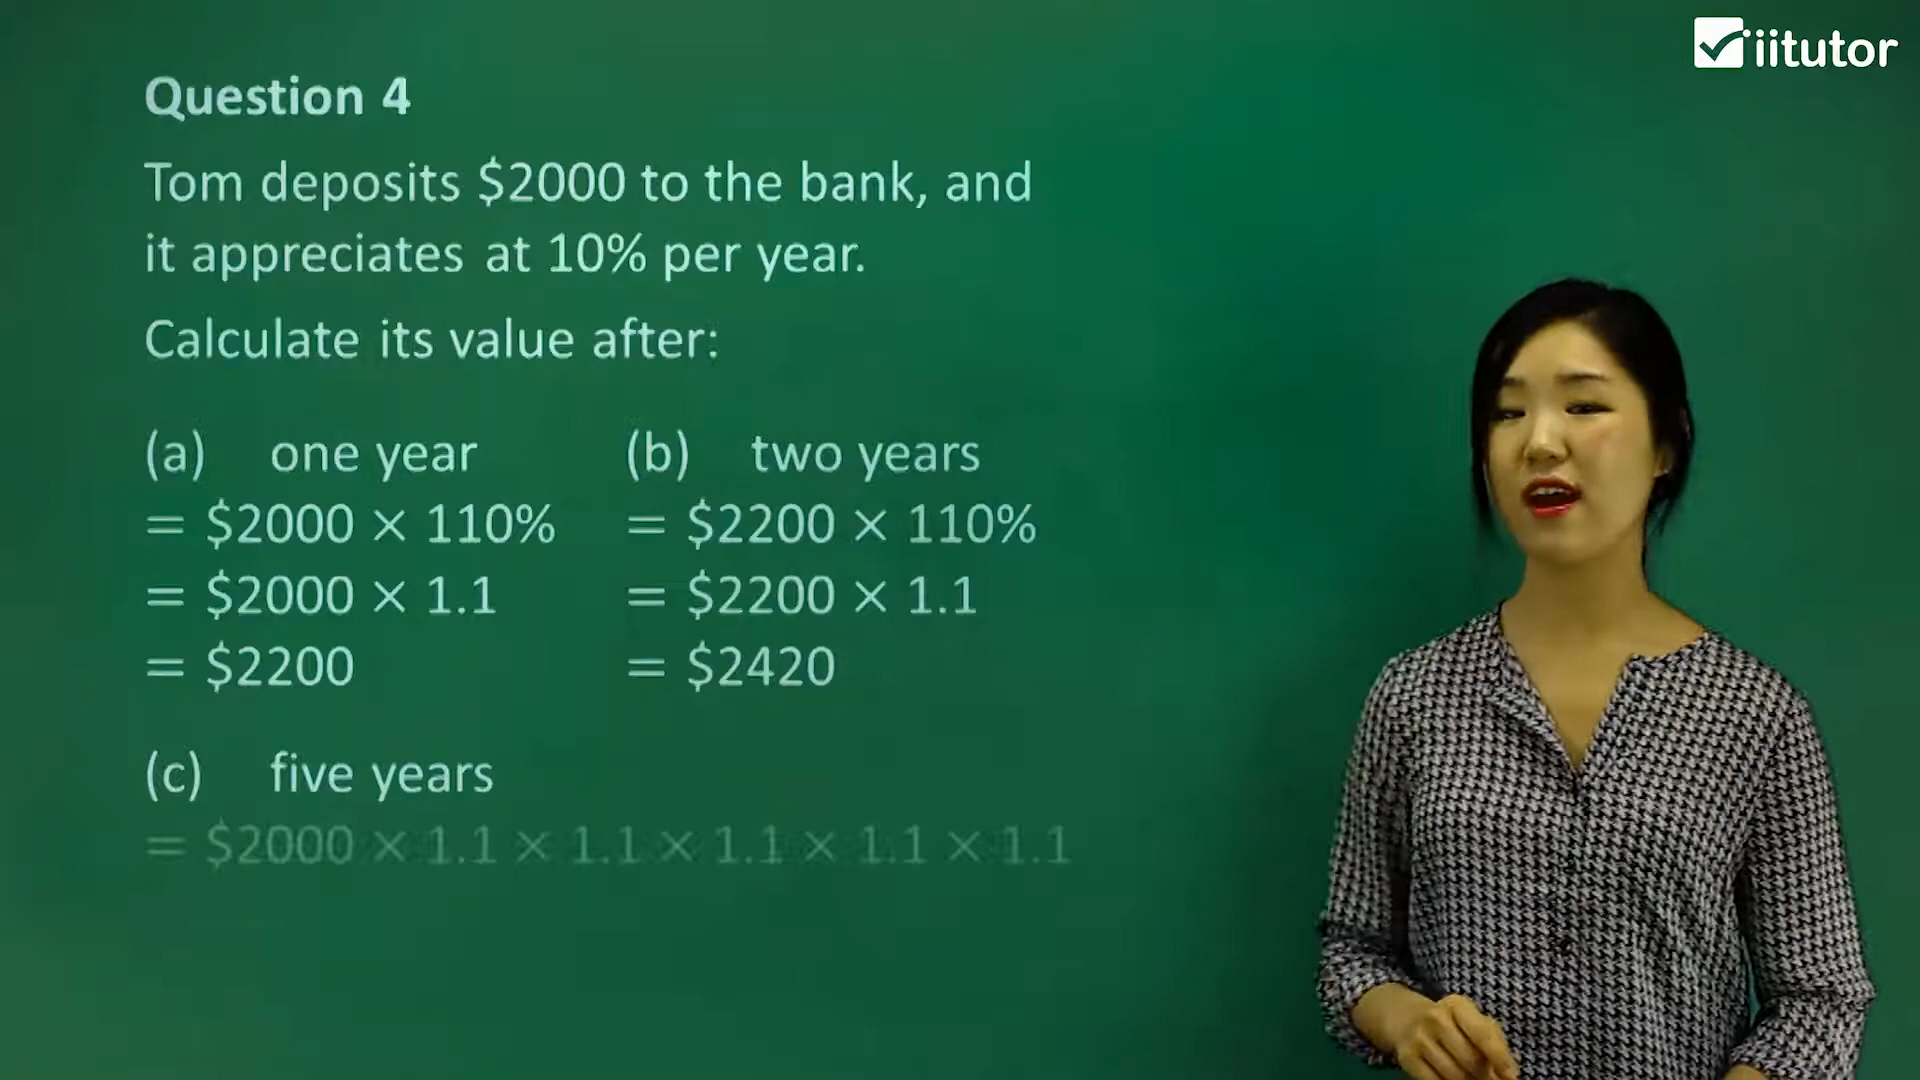 iitutor
Question 4
Tom deposits $2000 to the bank, and
it appreciates at 10% per year.
Calculate its value after:
(a) one year
= $2000 × 110%
= $2000 × 1.1
= $2200
(b) two years
= $2200 × 110%
= $2200 × 1.1
= $2420
(c) five years
= $2000 × 1.1 × 1.1 × 1.1 × 1.1 × 1.1